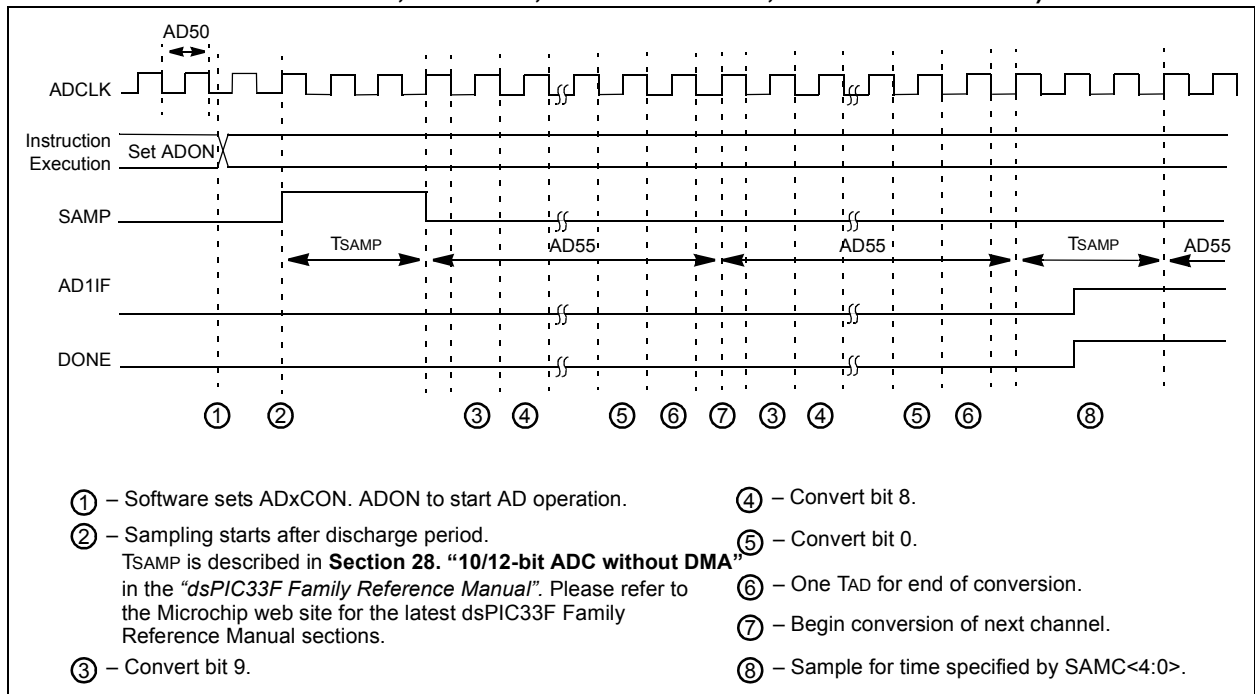 AD50
ADCLK
Instruction
Execution
Set ADON
SAMP
TSAMP
AD55
AD55
TSAMP
AD55
AD1IF
DONE
1 2 3 4 5 6 7 3 4 5 6 8
1 – Software sets ADxCON. ADON to start AD operation.
2 – Sampling starts after discharge period.
TSAMP is described in Section 28. “10/12-bit ADC without DMA”
in the “dsPIC33F Family Reference Manual”. Please refer to
the Microchip web site for the latest dsPIC33F Family
Reference Manual sections.
3 – Convert bit 9.
4 – Convert bit 8.
5 – Convert bit 0.
6 – One TAD for end of conversion.
7 – Begin conversion of next channel.
8 – Sample for time specified by SAMC<4:0>.